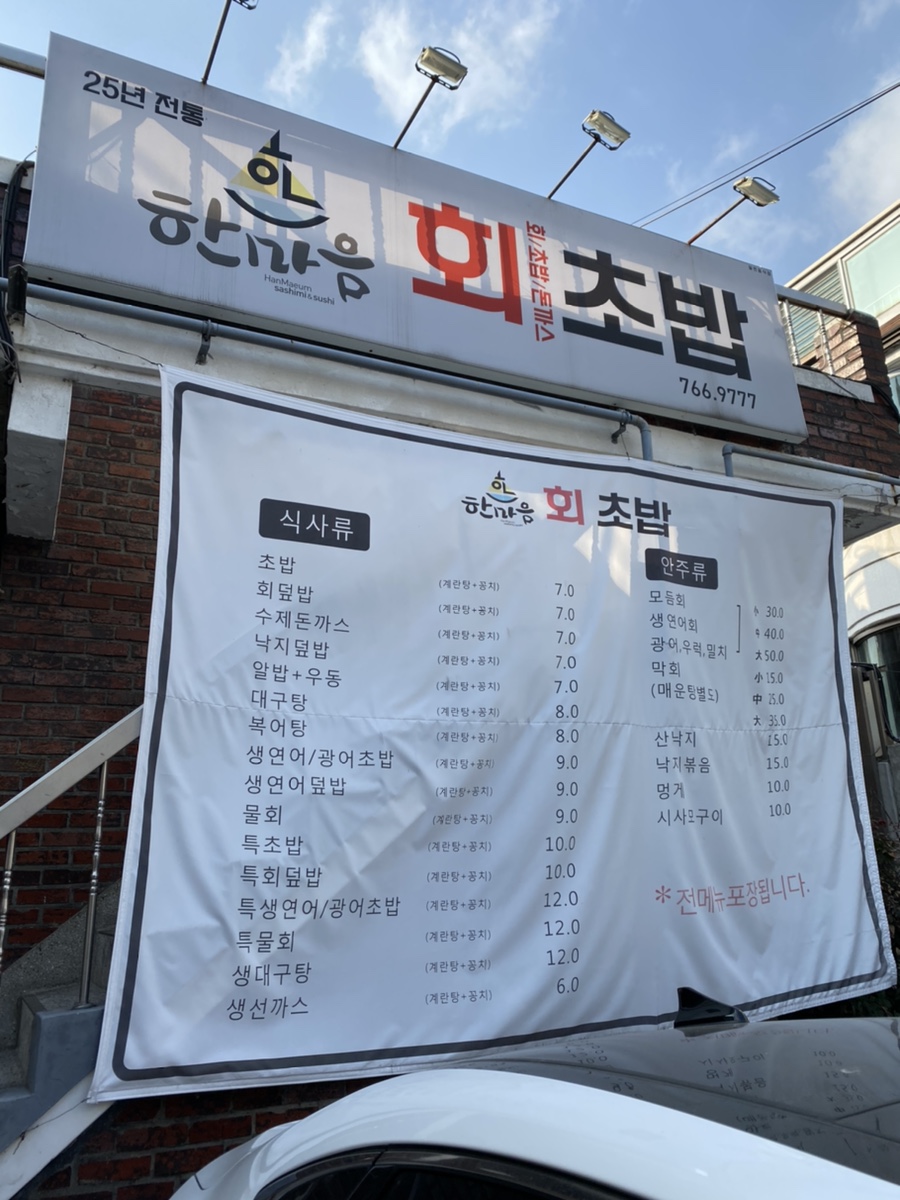 25년 전통
한
한마음
HanMaeum
sashimi & sushi
회
회/초밥/돈까스
초밥
766.9777
한
한마음 회 초밥
식사류
초밥 (계란탕+꽁치) 7.0
회덮밥 (계란탕+꽁치) 7.0
수제돈까스 (계란탕+꽁치) 7.0
낙지덮밥 (계란탕+꽁치) 7.0
알밥+우동 (계란탕+꽁치) 7.0
대구탕 (계란탕+꽁치) 8.0
복어탕 (계란탕+꽁치) 8.0
생연어/광어초밥 (계란탕+꽁치) 9.0
생연어덮밥 (계란탕+꽁치) 9.0
물회 (계란탕+꽁치) 9.0
특초밥 (계란탕+꽁치) 10.0
특회덮밥 (계란탕+꽁치) 10.0
특생연어/광어초밥 (계란탕+꽁치) 12.0
특물회 (계란탕+꽁치) 12.0
생대구탕 (계란탕+꽁치) 12.0
생선까스 (계란탕+꽁치) 6.0
안주류
모듬회 小 30.0
생연어회 中 40.0
광어,우럭,밀치 大 50.0
막회 小 15.0
(매운탕별도) 中 25.0
大 35.0
산낙지 15.0
낙지볶음 15.0
멍게 10.0
시사모구이 10.0
*전메뉴포장됩니다.